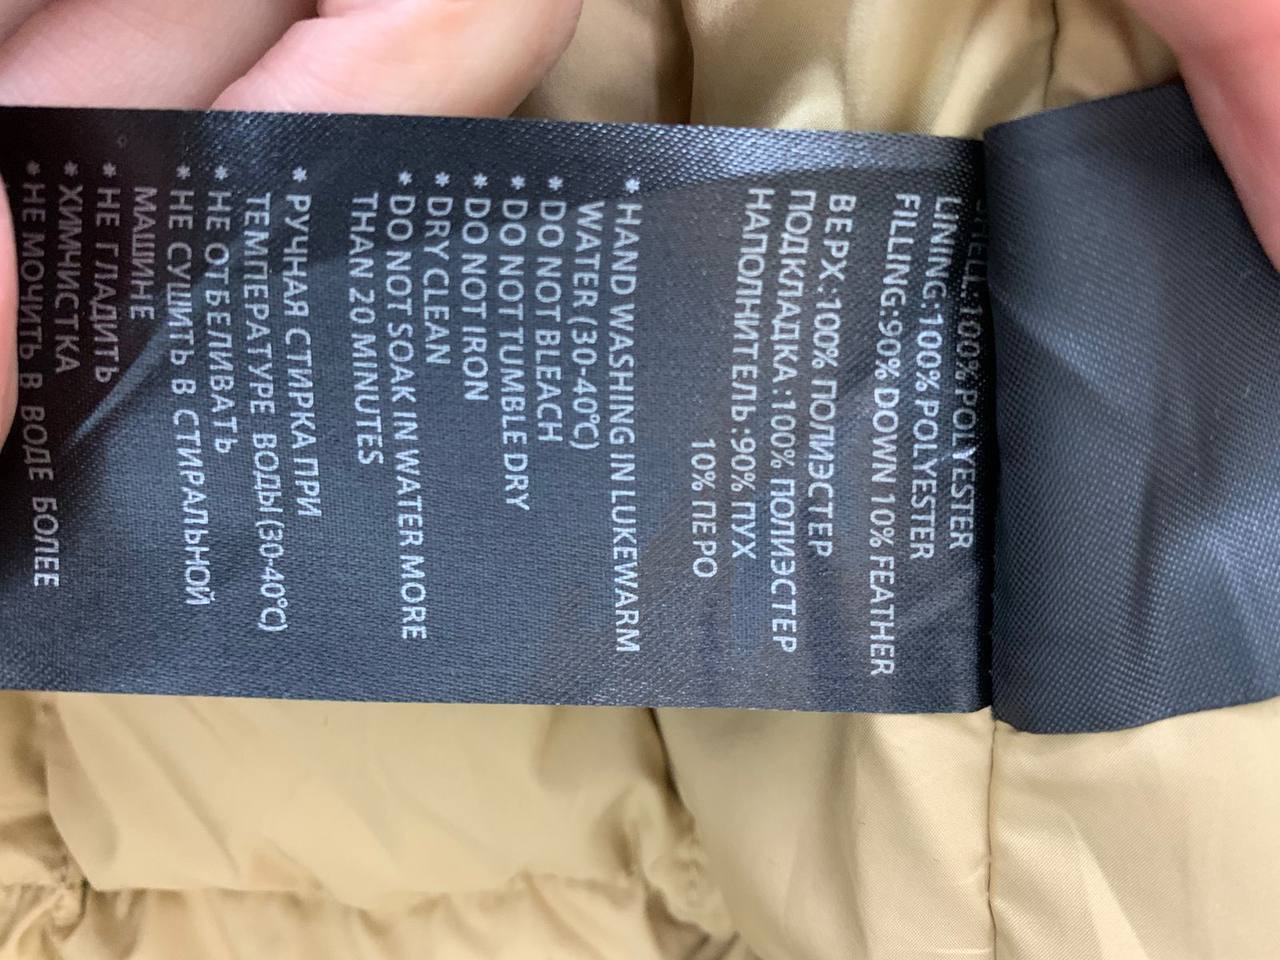 SHELL:100% POLYESTER
LINING:100% POLYESTER
FILLING:90% DOWN 10% FEATHER
ВЕРХ:100% ПОЛИЭСТЕР
ПОДКЛАДКА:100% ПОЛИЭСТЕР
НАПОЛНИТЕЛЬ:90% ПУХ
10% ПЕРО
* HAND WASHING IN LUKEWARM
WATER (30-40°C)
* DO NOT BLEACH
* DO NOT TUMBLE DRY
* DO NOT IRON
* DRY CLEAN
* DO NOT SOAK IN WATER MORE
THAN 20 MINUTES
* РУЧНАЯ СТИРКА ПРИ
ТЕМПЕРАТУРЕ ВОДЫ (30-40°C)
* НЕ ОТБЕЛИВАТЬ
* НЕ СУШИТЬ В СТИРАЛЬНОЙ
МАШИНЕ
* НЕ ГЛАДИТЬ
* ХИМЧИСТКА
* НЕ МОЧИТЬ В ВОДЕ БОЛЕЕ